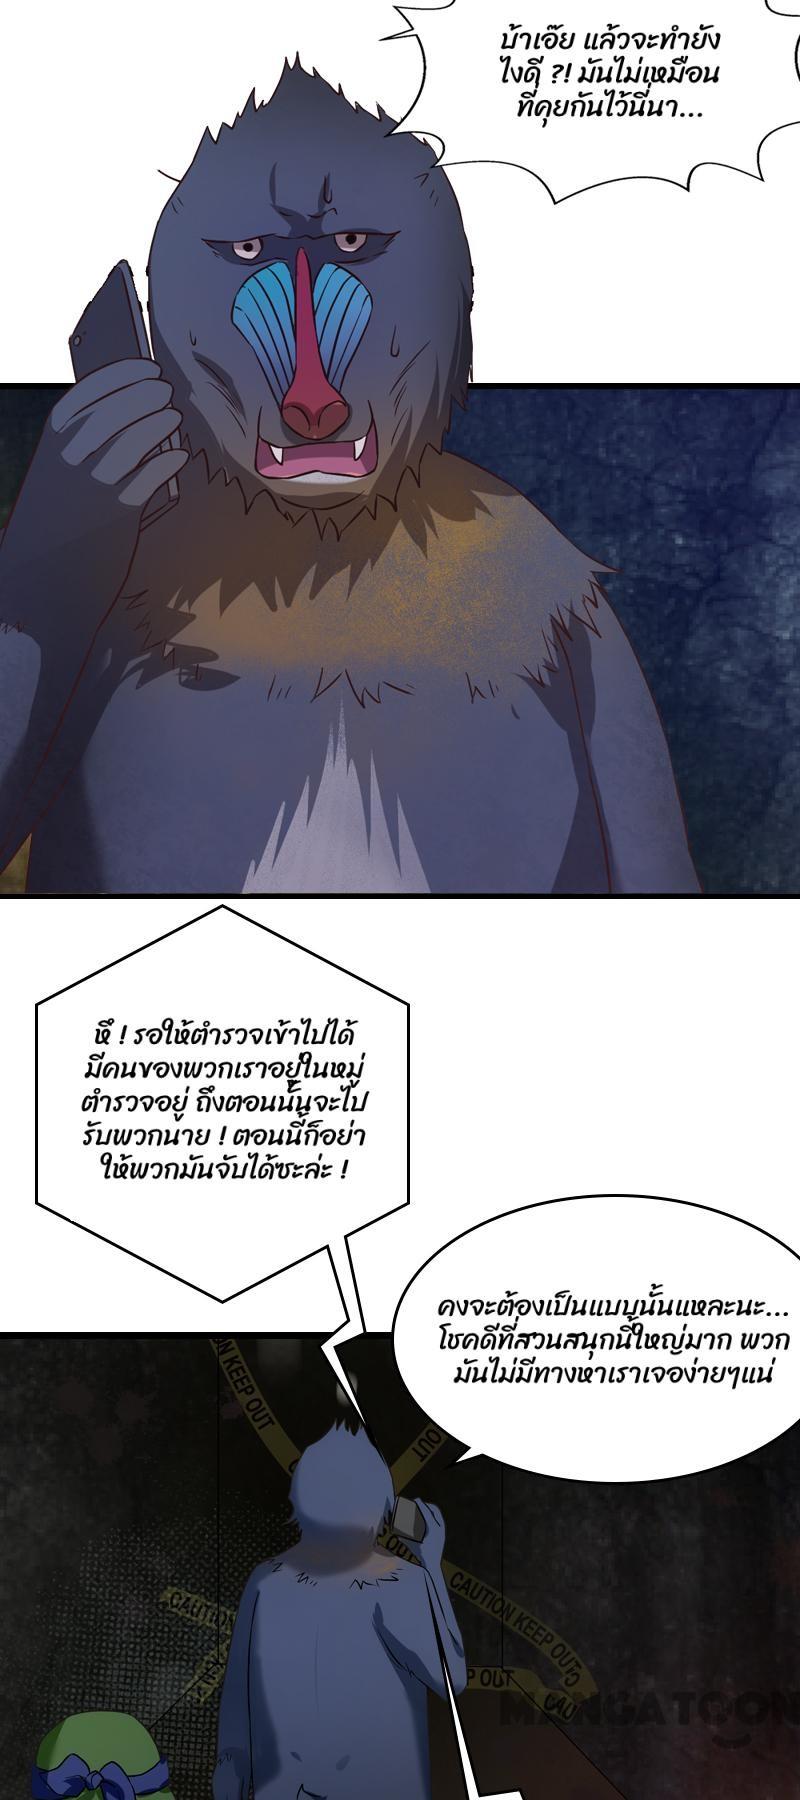 บ้าเอ๊ย แล้วจะทำยัง
ไงดี ?! มันไม่เหมือน
ที่คุยกันไว้นี่นา...
หึ ! รอให้ตำรวจเข้าไปได้
มีคนของพวกเราอยู่ในหมู่
ตำรวจอยู่ ถึงตอนนั้นจะไป
รับพวกนาย ! ตอนนี้ก็อย่า
ให้พวกมันจับได้ซะล่ะ !
คงจะต้องเป็นแบบนั้นแหละนะ...
โชคดีที่สวนสนุกนี้ใหญ่มาก พวก
มันไม่มีทางหาเราเจอง่ายๆแน่
CAUTION KEEP OUT
OUT
OUT
CAUTION KEEP OUT
CAUTION
OUT
CAU
MANGATOON